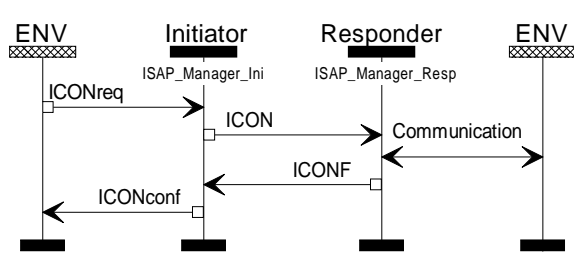 ENV Initiator Responder ENV
ISAP_Manager_Ini ISAP_Manager_Resp
ICONreq
ICON
Communication
ICONF
ICONconf